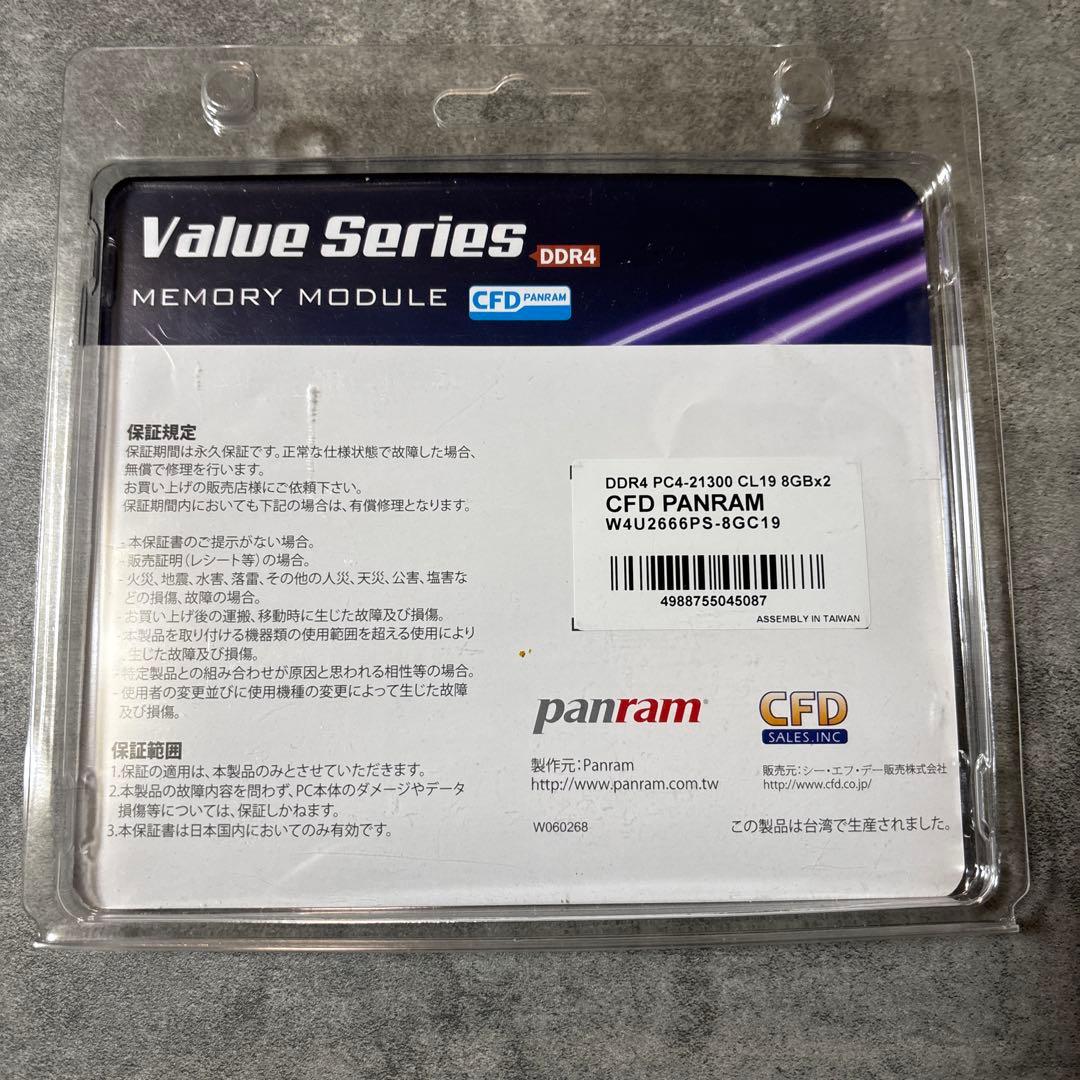 Value Series DDR4
MEMORY MODULE CFD PANRAM
保証規定
保証期間は永久保証です。正常な仕様状態で故障した場合、
無償で修理を行います。
お買い上げの販売店様にご依頼下さい。
保証期間内においても下記の場合は、有償修理となります。
- 本保証書のご提示がない場合。
- 販売証明(レシート等)の場合。
- 火災、地震、水害、落雷、その他の人災、天災、公害、塩害な
どの損傷、故障の場合。
- お買い上げ後の運搬、移動時に生じた故障及び損傷。
- 本製品を取り付ける機器類の使用範囲を超える使用により
生じた故障及び損傷。
- 特定製品との組み合わせが原因と思われる相性等の場合。
- 使用者の変更並びに使用機種の変更によって生じた故障
及び損傷。
保証範囲
1.保証の適用は、本製品のみとさせていただきます。
2.本製品の故障内容を問わず、PC本体のダメージやデータ
損傷等については、保証しかねます。
3.本保証書は日本国内においてのみ有効です。
DDR4 PC4-21300 CL19 8GBx2
CFD PANRAM
W4U2666PS-8GC19
4988755045087
ASSEMBLY IN TAIWAN
panram
製作元:Panram
http://www.panram.com.tw
W060268
CFD
SALES.INC
販売元:シー・エフ・デー販売株式会社
http://www.cfd.co.jp/
この製品は台湾で生産されました。